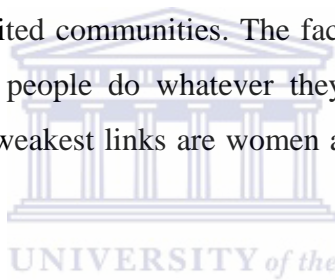 ited communities. The fac
people do whatever they
weakest links are women a
UNIVERSITY of the